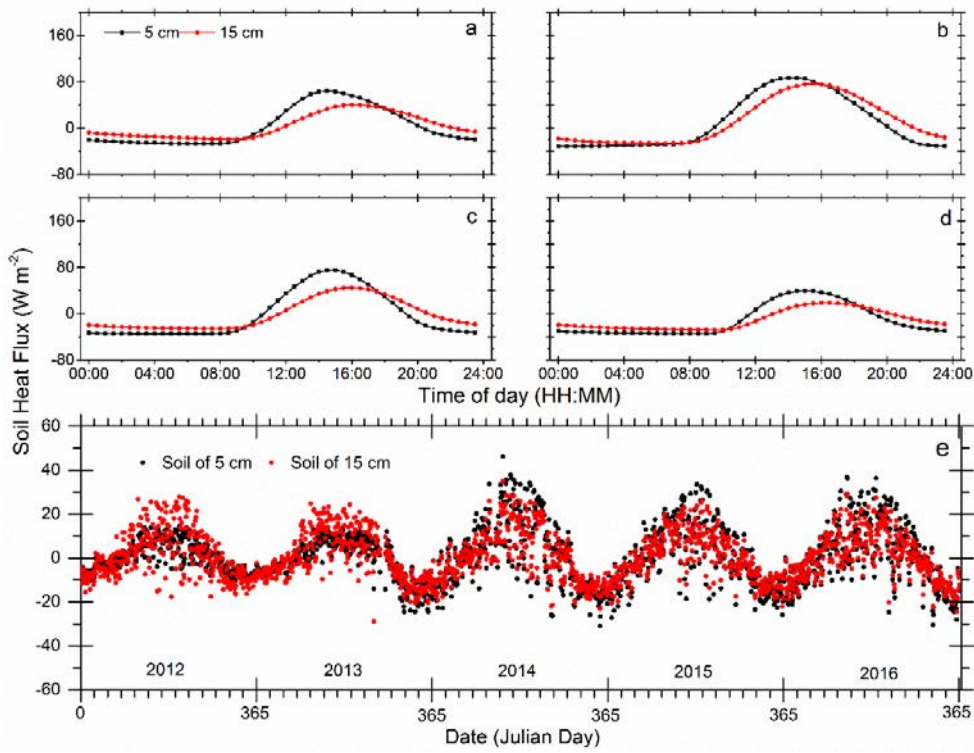 5 cm 15 cm a
b
160
80
0
-80
c
d
160
80
0
-80
00:00 04:00 08:00 12:00 16:00 20:00 24:00
00:00 04:00 08:00 12:00 16:00 20:00 24:00
Time of day (HH:MM)
Soil Heat Flux (W m-2)
60
40
20
0
-20
-40
-60
Soil of 5 cm Soil of 15 cm e
2012 2013 2014 2015 2016
0 365 365 365 365 365
Date (Julian Day)